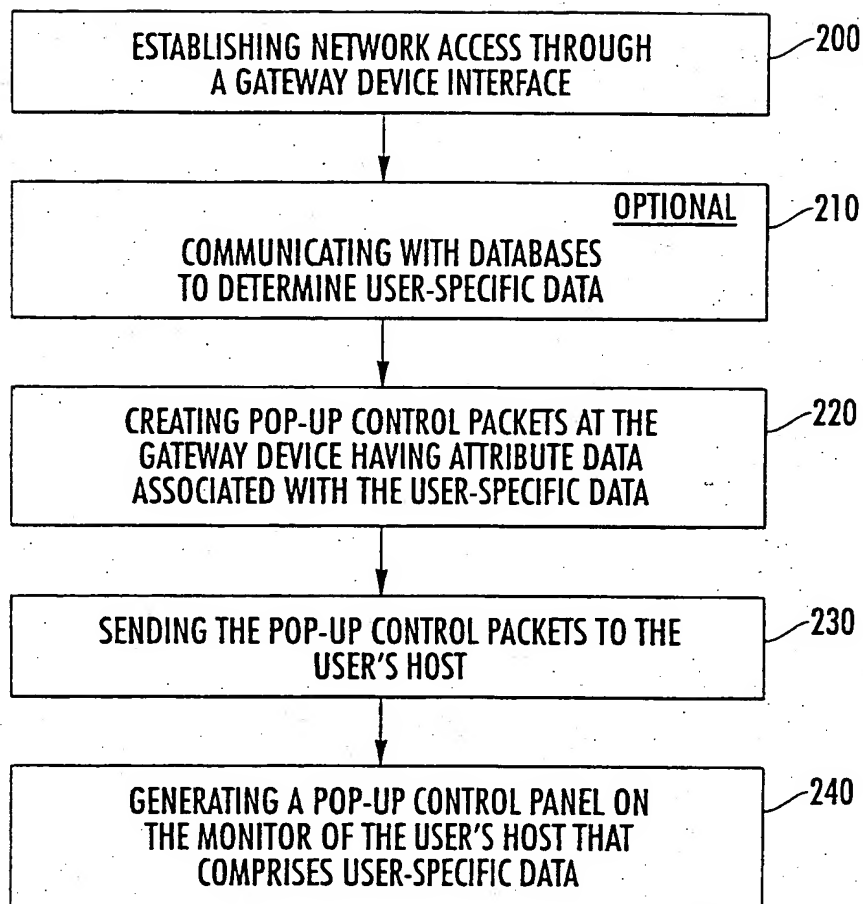 ESTABLISHING NETWORK ACCESS THROUGH
A GATEWAY DEVICE INTERFACE
200
OPTIONAL
210
COMMUNICATING WITH DATABASES
TO DETERMINE USER-SPECIFIC DATA
CREATING POP-UP CONTROL PACKETS AT THE
GATEWAY DEVICE HAVING ATTRIBUTE DATA
ASSOCIATED WITH THE USER-SPECIFIC DATA
220
SENDING THE POP-UP CONTROL PACKETS TO THE
USER'S HOST
230
GENERATING A POP-UP CONTROL PANEL ON
THE MONITOR OF THE USER'S HOST THAT
COMPRISES USER-SPECIFIC DATA
240